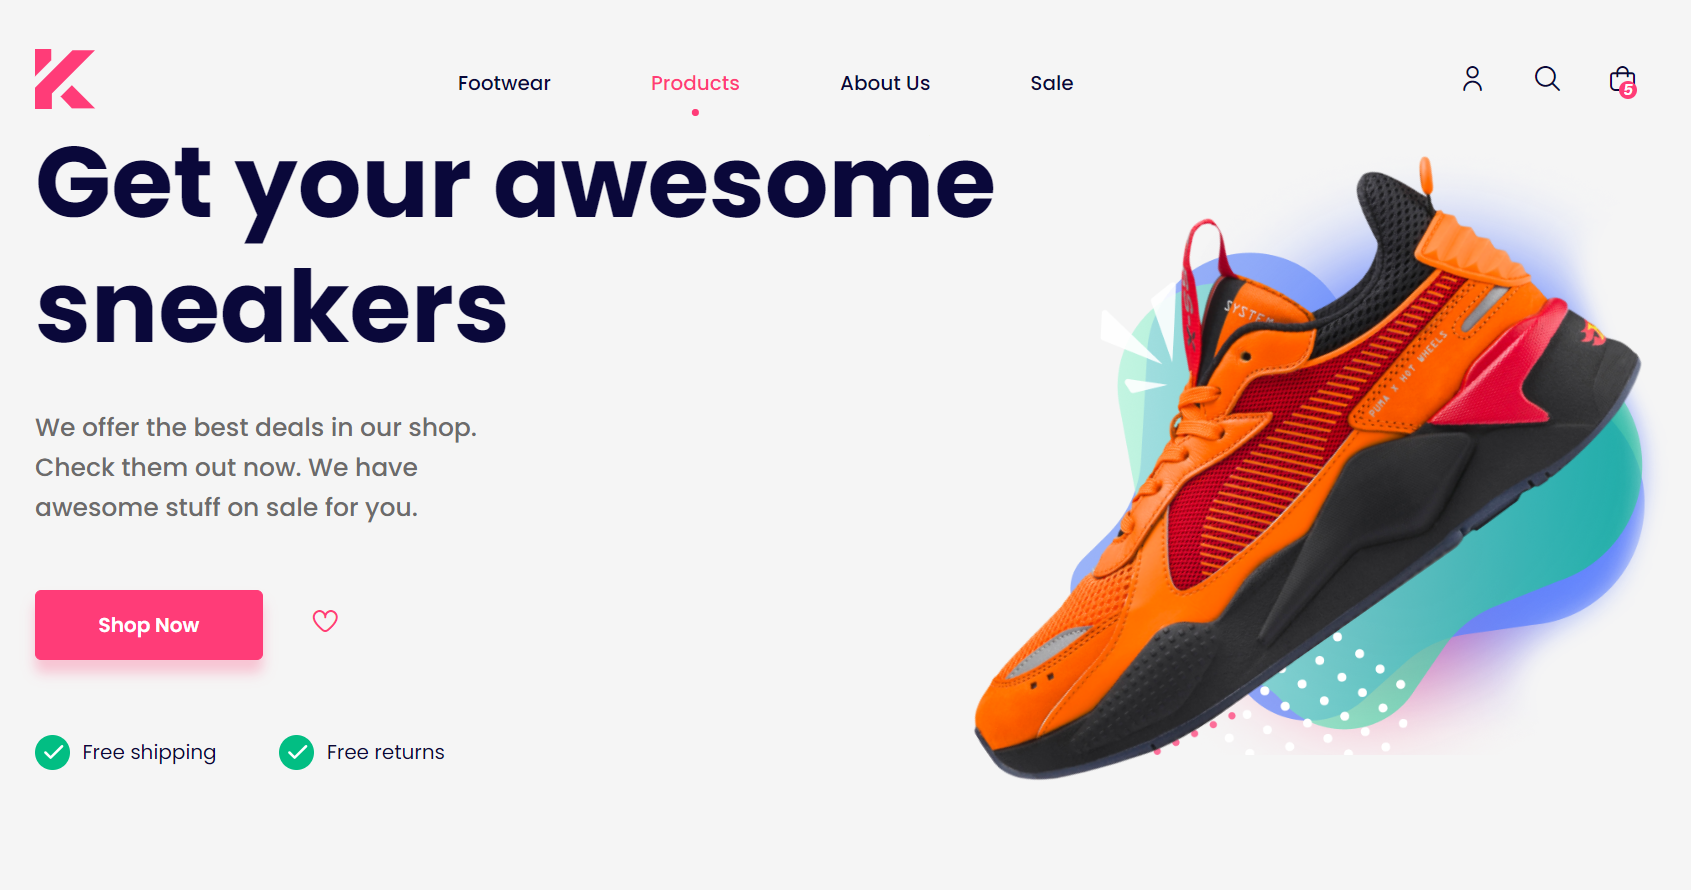 K
Footwear
Products
About Us
Sale
5
Get your awesome
sneakers
We offer the best deals in our shop.
Check them out now. We have
awesome stuff on sale for you.
Shop Now
Free shipping
Free returns
SYSTEM
RS-X
PUMA X HOT WHEELS